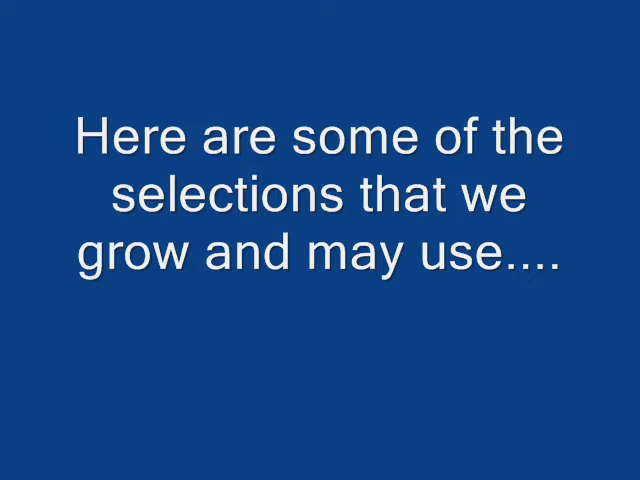 Here are some of the
selections that we
grow and may use....